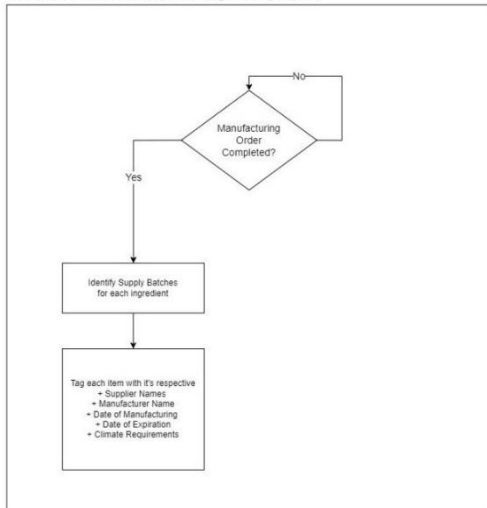 No
Manufacturing
Order
Completed?
Yes
Identify Supply Batches
for each ingredient
Tag each item with it's respective
+ Supplier Names
+ Manufacturer Name
+ Date of Manufacturing
+ Date of Expiration
+ Climate Requirements